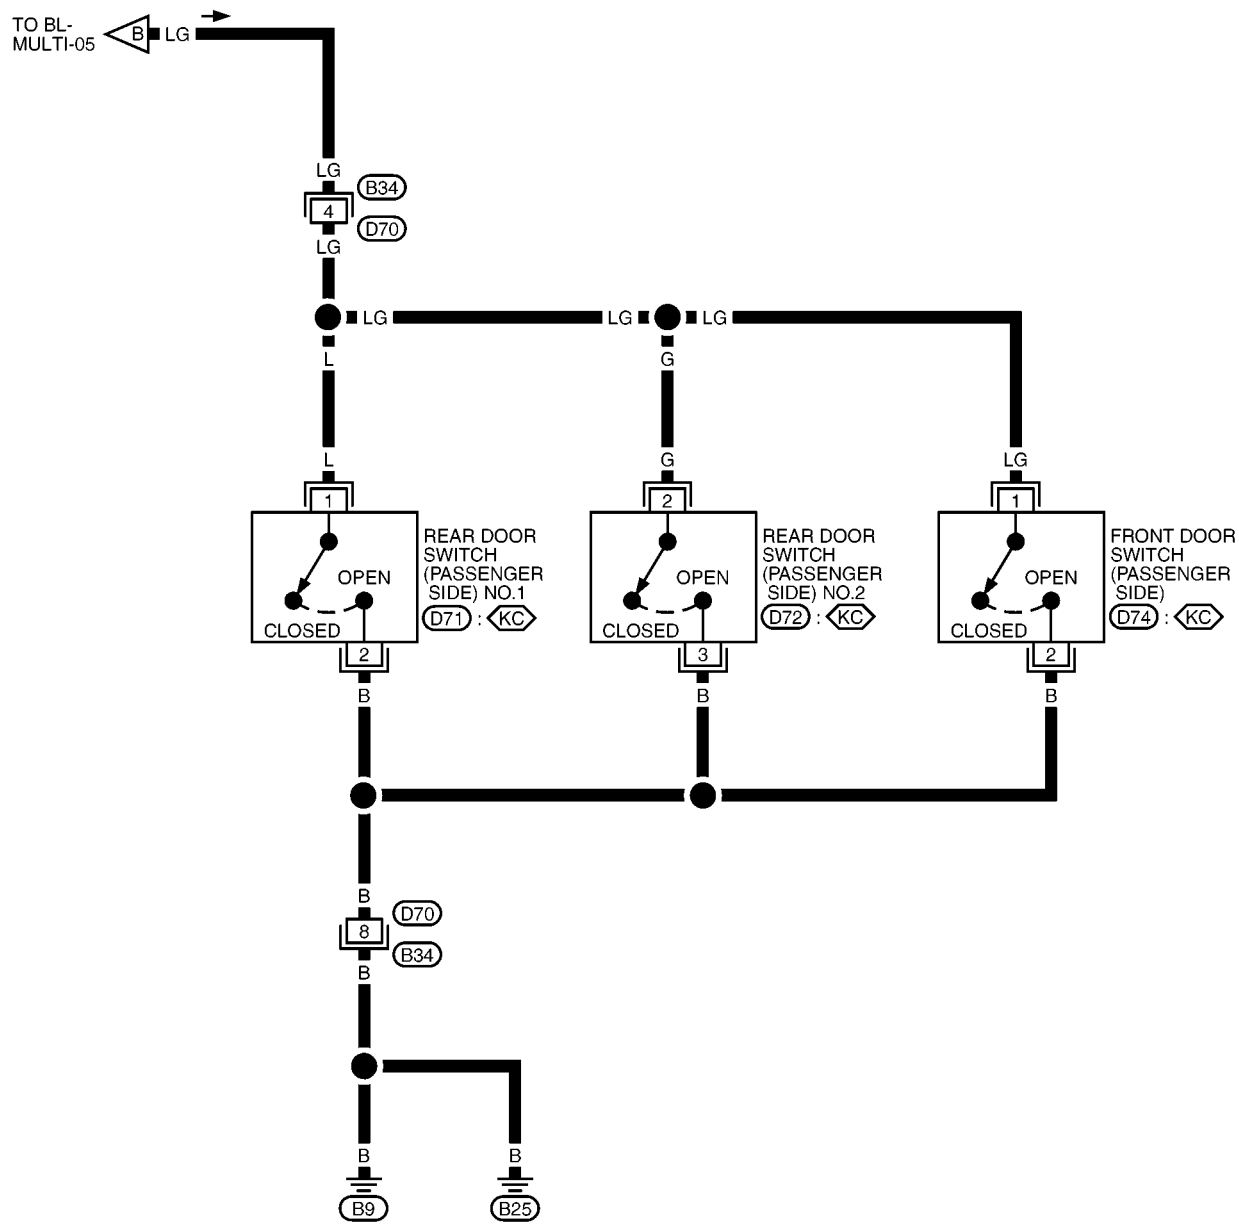 TO BL-
MULTI-05
B
LG
LG
B34
4
D70
LG
LG
LG
LG
L
G
L
G
LG
1
2
1
REAR DOOR
SWITCH
(PASSENGER
SIDE) NO.1
D71 : KC
OPEN
CLOSED
REAR DOOR
SWITCH
(PASSENGER
SIDE) NO.2
D72 : KC
OPEN
CLOSED
FRONT DOOR
SWITCH
(PASSENGER
SIDE)
D74 : KC
OPEN
CLOSED
2
3
2
B
B
B
B
D70
8
B34
B
B
B
B9
B25